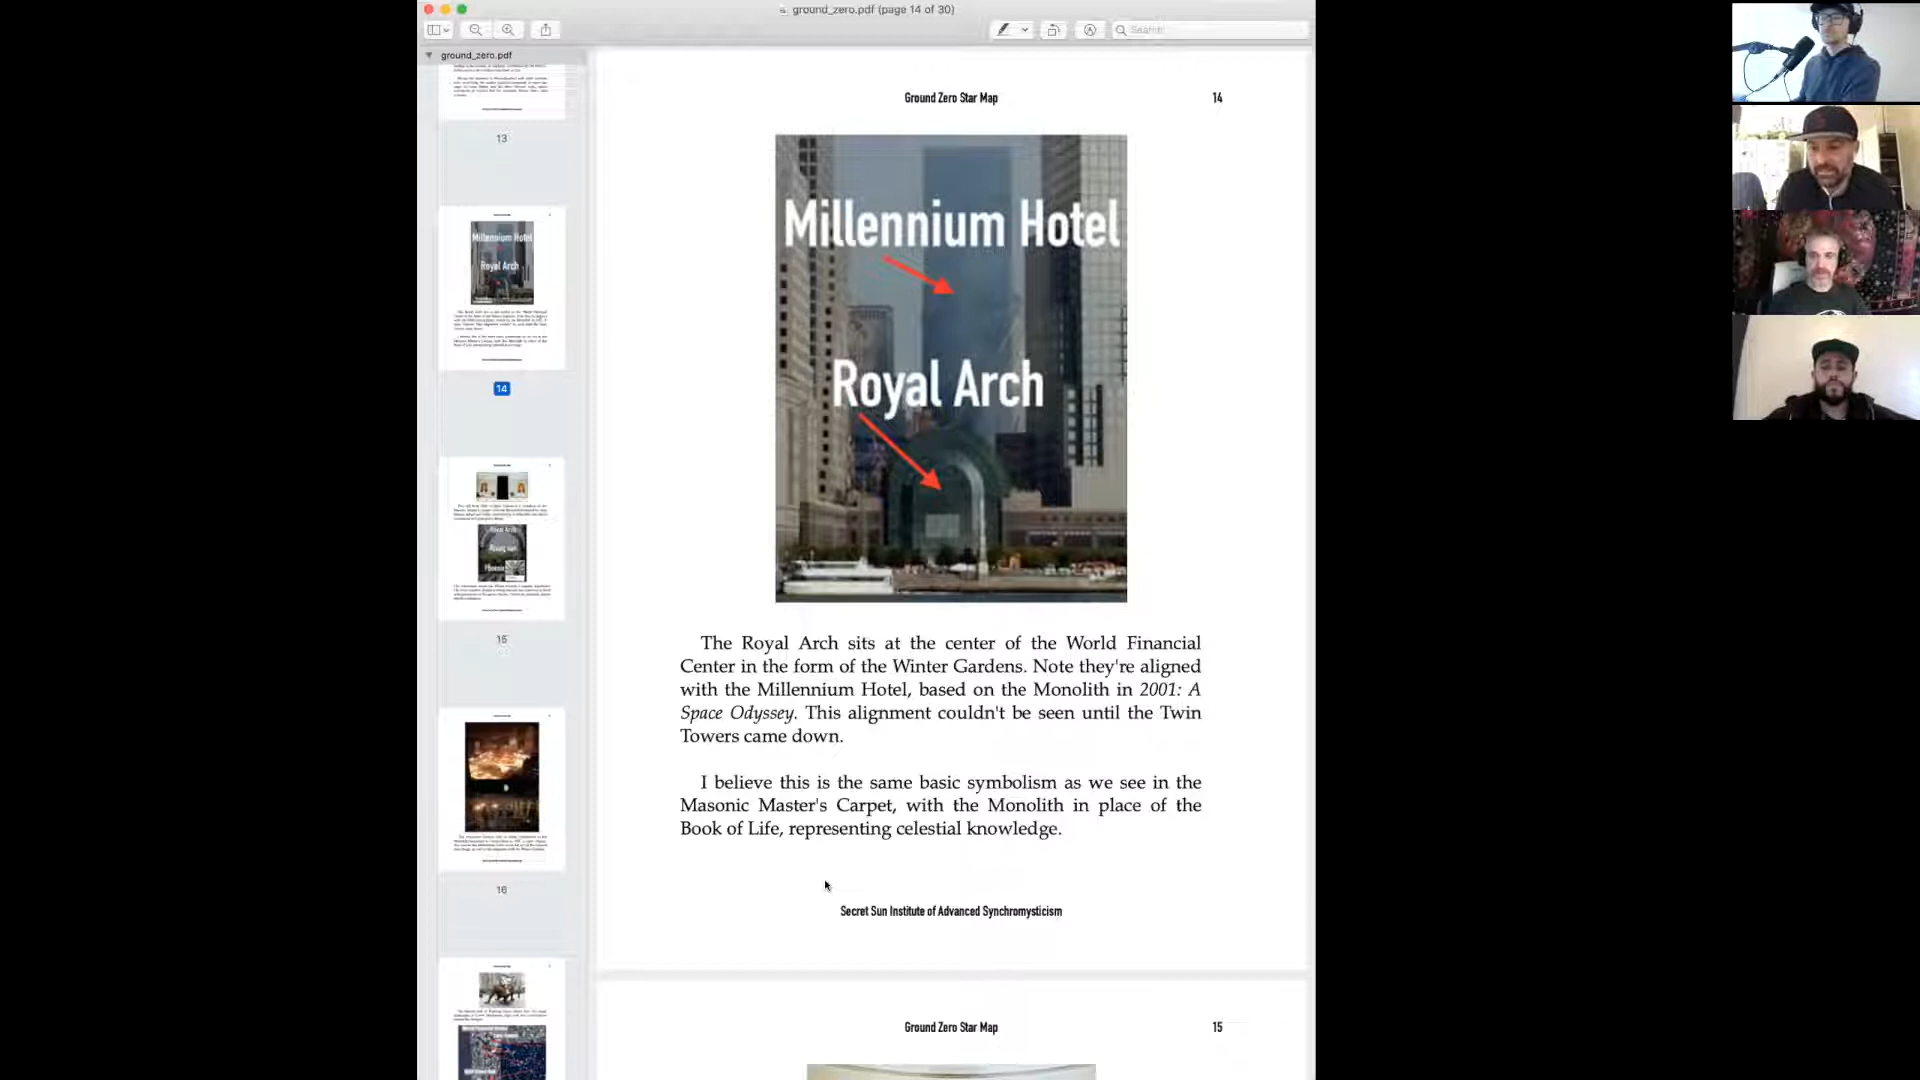 ground_zero.pdf (page 14 of 30)
Search
ground_zero.pdf
13
Millennium Hotel
Royal Arch
14
15
16
Ground Zero Star Map
14
Millennium Hotel
Royal Arch
The Royal Arch sits at the center of the World Financial
Center in the form of the Winter Gardens. Note they're aligned
with the Millennium Hotel, based on the Monolith in 2001: A
Space Odyssey. This alignment couldn't be seen until the Twin
Towers came down.
I believe this is the same basic symbolism as we see in the
Masonic Master's Carpet, with the Monolith in place of the
Book of Life, representing celestial knowledge.
Secret Sun Institute of Advanced Synchromysticism
Ground Zero Star Map
15